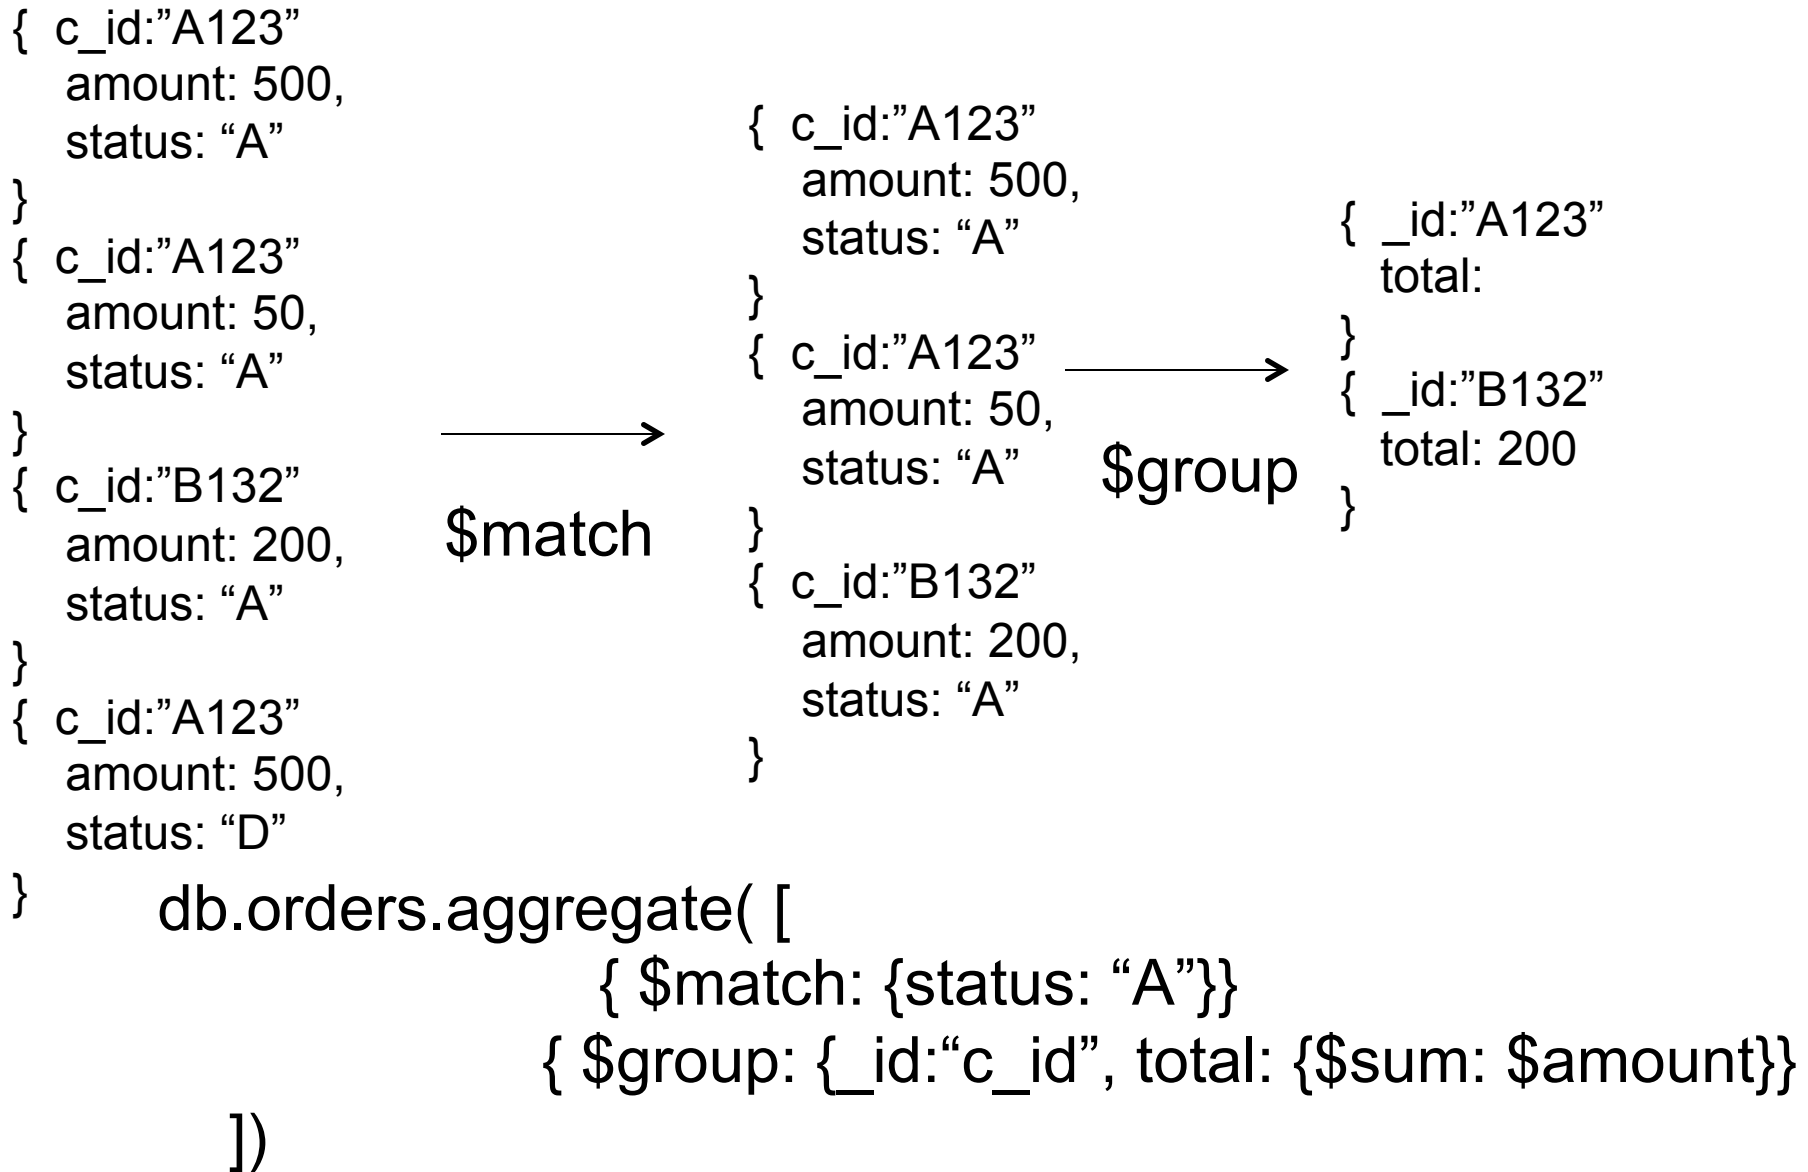 { c_id:”A123”
amount: 500,
status: “A”
}
{ c_id:”A123”
amount: 50,
status: “A”
}
{ c_id:”B132”
amount: 200,
status: “A”
}
{ c_id:”A123”
amount: 500,
status: “D”
}
$match
{ c_id:”A123”
amount: 500,
status: “A”
}
{ c_id:”A123”
amount: 50,
status: “A”
}
{ c_id:”B132”
amount: 200,
status: “A”
}
$group
{ _id:”A123”
total:
}
{ _id:”B132”
total: 200
}
db.orders.aggregate( [
{ $match: {status: “A”}}
{ $group: {_id:“c_id”, total: {$sum: $amount}}
])